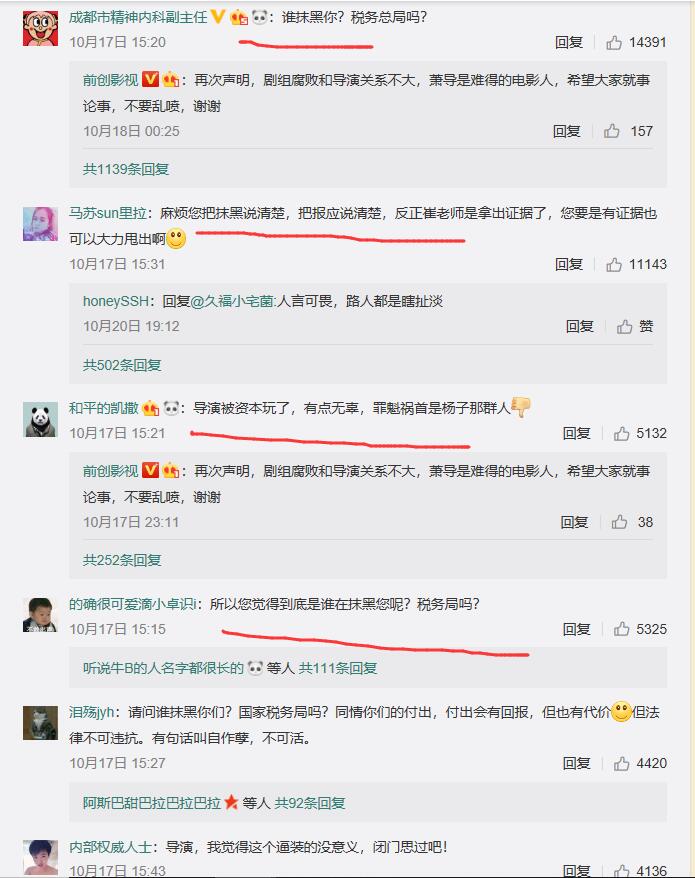 成都市精神内科副主任：谁抹黑你？税务总局吗？
10月17日 15:20 回复 14391
前创影视：再次声明，剧组腐败和导演关系不大，萧导是难得的电影人，希望大家就事
论事，不要乱喷，谢谢
10月18日 00:25 回复 157
共1139条回复
马苏sun里拉：麻烦您把抹黑说清楚，把报应说清楚，反正崔老师是拿出证据了，您要是有证据也
可以大力甩出啊
10月17日 15:31 回复 11143
honeySSH：回复@久福小宅菌:人言可畏，路人都是瞎扯淡
10月20日 19:12 回复 赞
共502条回复
和平的凯撒：导演被资本玩了，有点无辜，罪魁祸首是杨子那群人
10月17日 15:21 回复 5132
前创影视：再次声明，剧组腐败和导演关系不大，萧导是难得的电影人，希望大家就事
论事，不要乱喷，谢谢
10月17日 23:11 回复 38
共252条回复
的确很可爱滴小卓识i：所以您觉得到底是谁在抹黑您呢？税务局吗？
10月17日 15:15 回复 5325
听说牛B的人名字都很长的 等人 共111条回复
泪殇jyh：请问谁抹黑你们？国家税务局吗？同情你们的付出，付出会有回报，但也有代价但法
律不可违抗。有句话叫自作孽，不可活。
10月17日 15:27 回复 4420
阿斯巴甜巴拉巴拉巴拉 等人 共92条回复
内部权威人士：导演，我觉得这个逼装的没意义，闭门思过吧！
10月17日 15:43 回复 4136